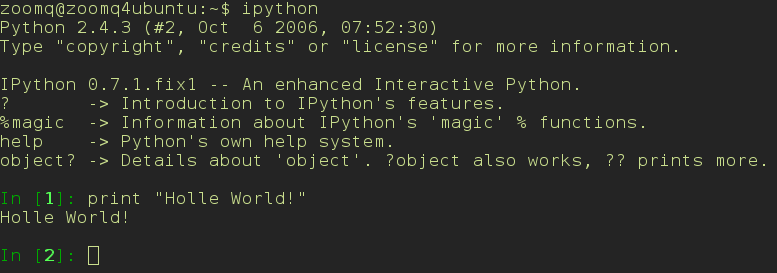 zoomq@zoomq4ubuntu:~$ ipython
Python 2.4.3 (#2, Oct  6 2006, 07:52:30)
Type "copyright", "credits" or "license" for more information.
IPython 0.7.1.fix1 -- An enhanced Interactive Python.
?       -> Introduction to IPython's features.
%magic  -> Information about IPython's 'magic' % functions.
help    -> Python's own help system.
object? -> Details about 'object'. ?object also works, ?? prints more.
In [1]: print "Holle World!"
Holle World!
In [2]: